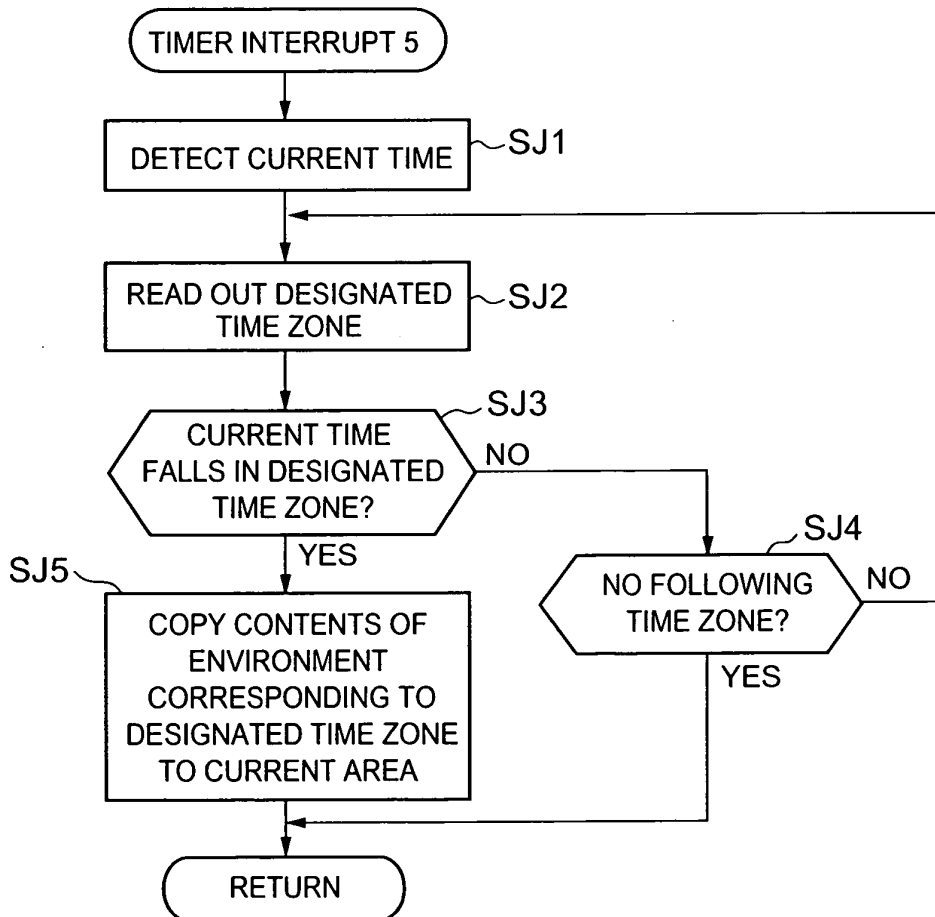 TIMER INTERRUPT 5
SJ1
DETECT CURRENT TIME
SJ2
READ OUT DESIGNATED
TIME ZONE
SJ3
CURRENT TIME
FALLS IN DESIGNATED
TIME ZONE?
NO
YES
SJ4
NO FOLLOWING
TIME ZONE?
NO
YES
SJ5
COPY CONTENTS OF
ENVIRONMENT
CORRESPONDING TO
DESIGNATED TIME ZONE
TO CURRENT AREA
RETURN